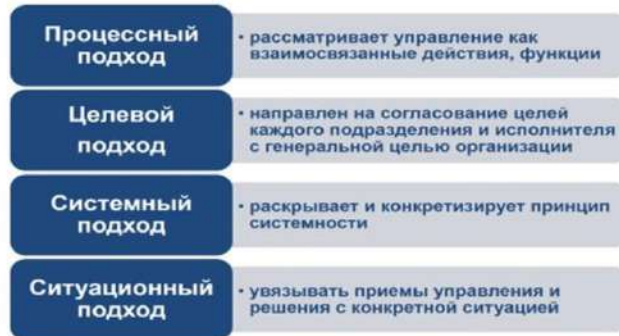 Процессный
подход
• рассматривает управление как
взаимосвязанные действия, функции
Целевой
подход
• направлен на согласование целей
каждого подразделения и исполнителя
с генеральной целью организации
Системный
подход
• раскрывает и конкретизирует принцип
системности
Ситуационный
подход
• увязывать приемы управления и
решения с конкретной ситуацией